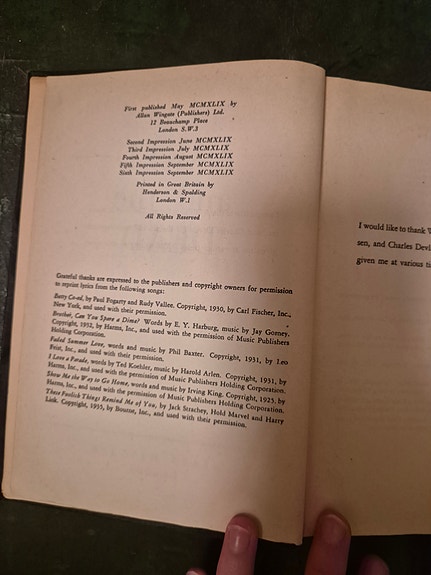 First published May MCMXLIX by
Allan Wingate (Publishers) Ltd.
12 Beauchamp Place
London S.W.3
Second Impression June MCMXLIX
Third Impression July MCMXLIX
Fourth Impression August MCMXLIX
Fifth Impression September MCMXLIX
Sixth Impression September MCMXLIX
Printed in Great Britain by
Henderson & Spalding
London W.1
All Rights Reserved
Grateful thanks are expressed to the publishers and copyright owners for permission
to reprint lyrics from the following songs:
Betty Co-ed, by Paul Fogarty and Rudy Vallee. Copyright, 1930, by Carl Fischer, Inc.,
New York, and used with their permission.
Brother, Can You Spare a Dime? Words by E. Y. Harburg, music by Jay Gorney.
Copyright, 1932, by Harms, Inc., and used with the permission of Music Publishers
Holding Corporation.
Faded Summer Love, words and music by Phil Baxter. Copyright, 1931, by Leo
Feist, Inc., and used with their permission.
I Love a Parade, words by Ted Koehler, music by Harold Arlen. Copyright, 1931, by
Harms, Inc., and used with the permission of Music Publishers Holding Corporation.
Show Me the Way to Go Home, words and music by Irving King. Copyright, 1925, by
Harms, Inc., and used with the permission of Music Publishers Holding Corporation.
These Foolish Things Remind Me of You, by Jack Strachey, Hold Marvel and Harry
Link. Copyright, 1935, by Bourne, Inc., and used with their permission.
I would like to thank
sen, and Charles Devl
given me at various ti